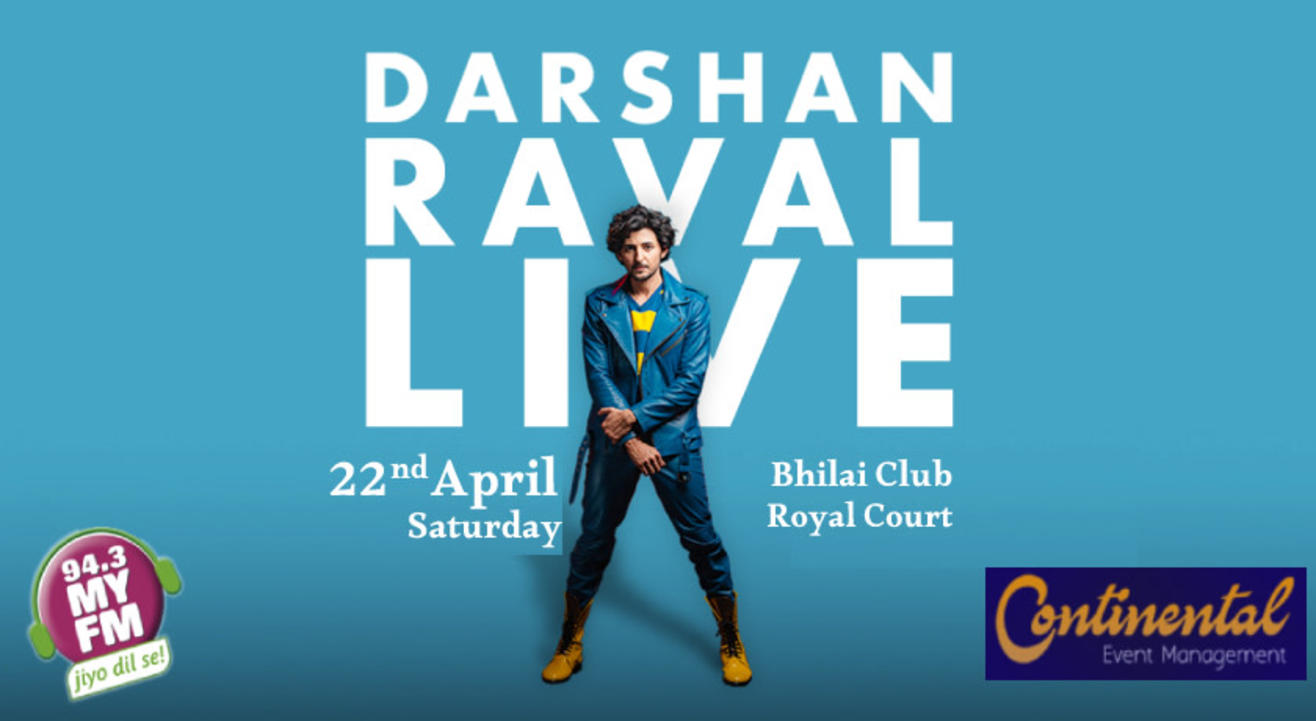 DARSHAN
RAVAL
LIVE
22nd April
Saturday
Bhilai Club
Royal Court
94.3
MY
FM
jiyo dil se!
Continental
Event Management